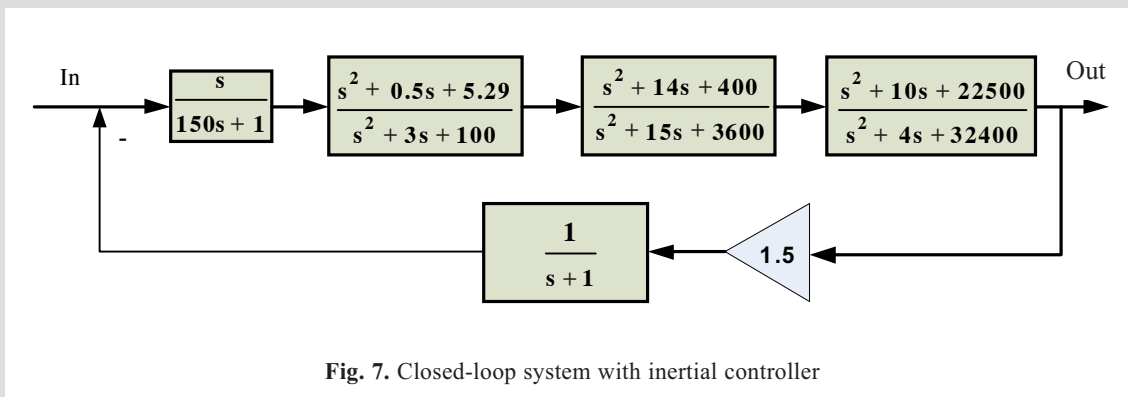 In
Out
s
150s + 1
s² + 0.5s + 5.29
s² + 3s + 100
s² + 14s + 400
s² + 15s + 3600
s² + 10s + 22500
s² + 4s + 32400
-
1
s + 1
1.5
Fig. 7. Closed-loop system with inertial controller